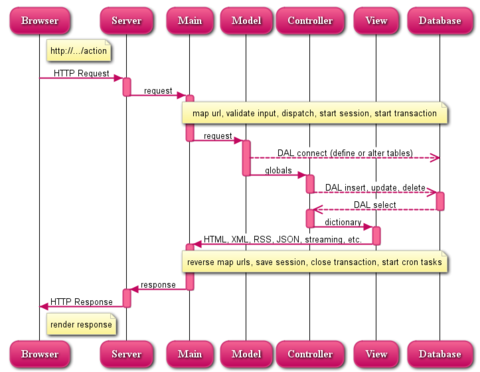 Browser Server Main Model Controller View Database
http://.../action
HTTP Request
request
map url, validate input, dispatch, start session, start transaction
request
DAL connect (define or alter tables)
globals
DAL insert, update, delete
DAL select
dictionary
HTML, XML, RSS, JSON, streaming, etc.
reverse map urls, save session, close transaction, start cron tasks
response
HTTP Response
render response
Browser Server Main Model Controller View Database